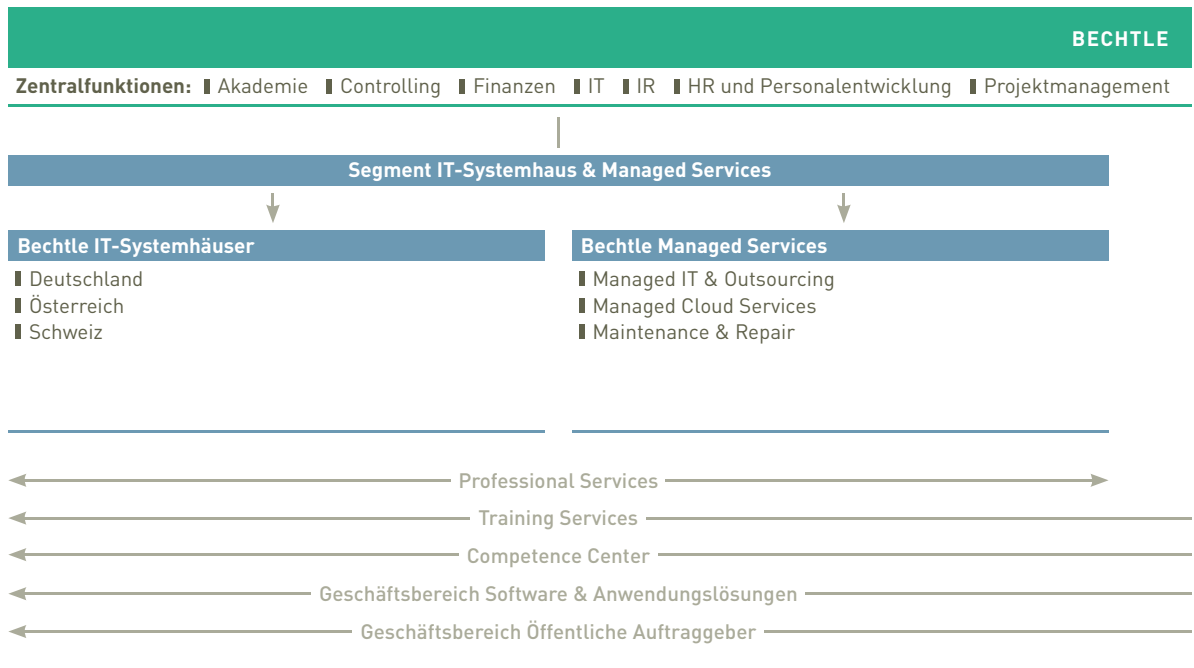 BECHTLE
Zentralfunktionen: Akademie Controlling Finanzen IT IR HR und Personalentwicklung Projektmanagement
Segment IT-Systemhaus & Managed Services
Bechtle IT-Systemhäuser
Deutschland
Österreich
Schweiz
Bechtle Managed Services
Managed IT & Outsourcing
Managed Cloud Services
Maintenance & Repair
Professional Services
Training Services
Competence Center
Geschäftsbereich Software & Anwendungslösungen
Geschäftsbereich Öffentliche Auftraggeber